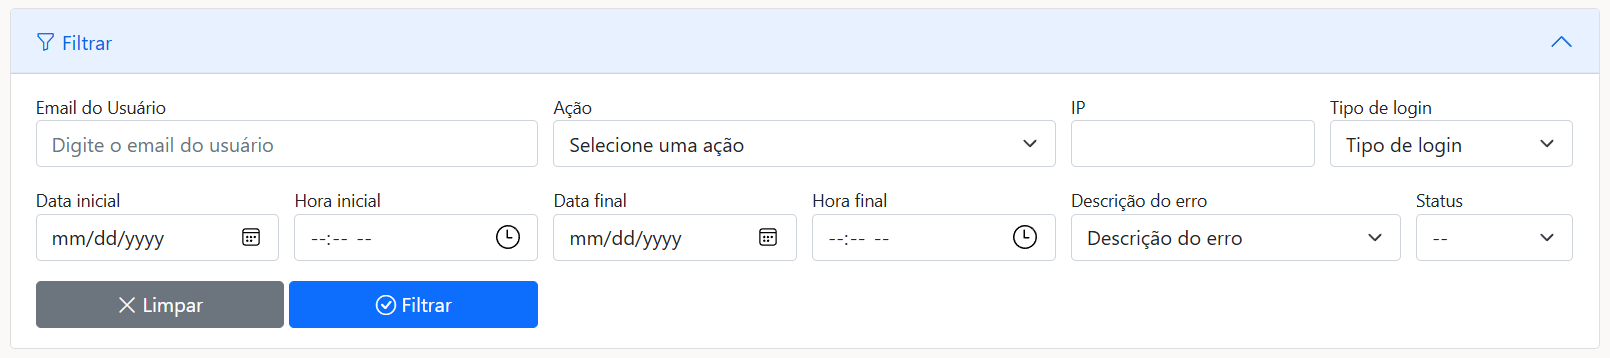 Filtrar
Email do Usuário Ação IP Tipo de login
Digite o email do usuário Selecione uma ação Tipo de login
Data inicial Hora inicial Data final Hora final Descrição do erro Status
mm/dd/yyyy --:-- -- mm/dd/yyyy --:-- -- Descrição do erro --
Limpar Filtrar